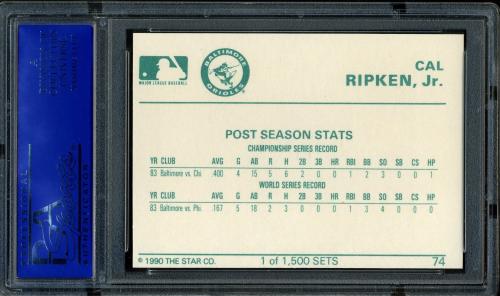 MAJOR LEAGUE BASEBALL
BALTIMORE
ORIOLES
CAL
RIPKEN, Jr.
POST SEASON STATS
CHAMPIONSHIP SERIES RECORD
YR CLUB AVG G AB R H 2B 3B HR RBI BB SO SB CS HP
83 Baltimore vs. Chi. .400 4 15 5 6 2 0 0 1 2 3 0 0 1
WORLD SERIES RECORD
YR CLUB AVG G AB R H 2B 3B HR RBI BB SO SB CS HP
83 Baltimore vs. Phi. .167 5 18 2 3 0 0 0 1 3 4 0 0 0
© 1990 THE STAR CO.
1 of 1,500 SETS
74
PSA